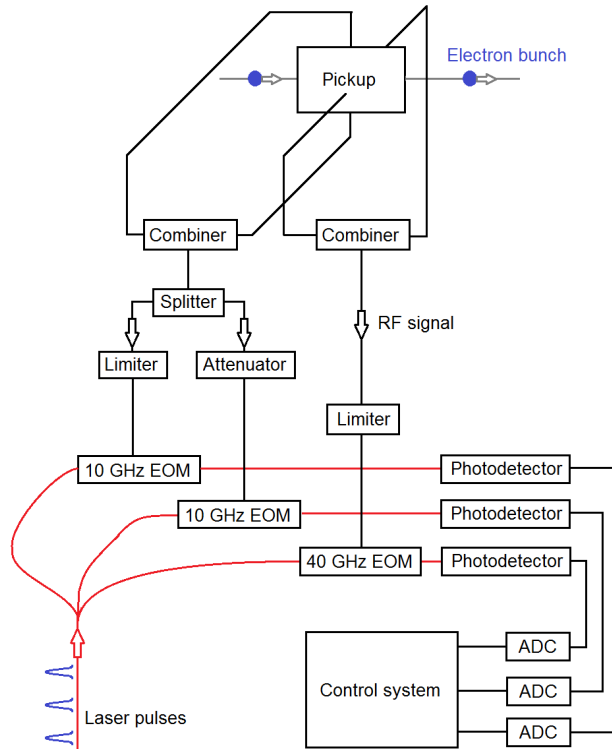 Electron bunch
Pickup
Combiner
Combiner
Splitter
RF signal
Limiter
Attenuator
Limiter
10 GHz EOM
Photodetector
10 GHz EOM
Photodetector
40 GHz EOM
Photodetector
ADC
Control system
ADC
Laser pulses
ADC